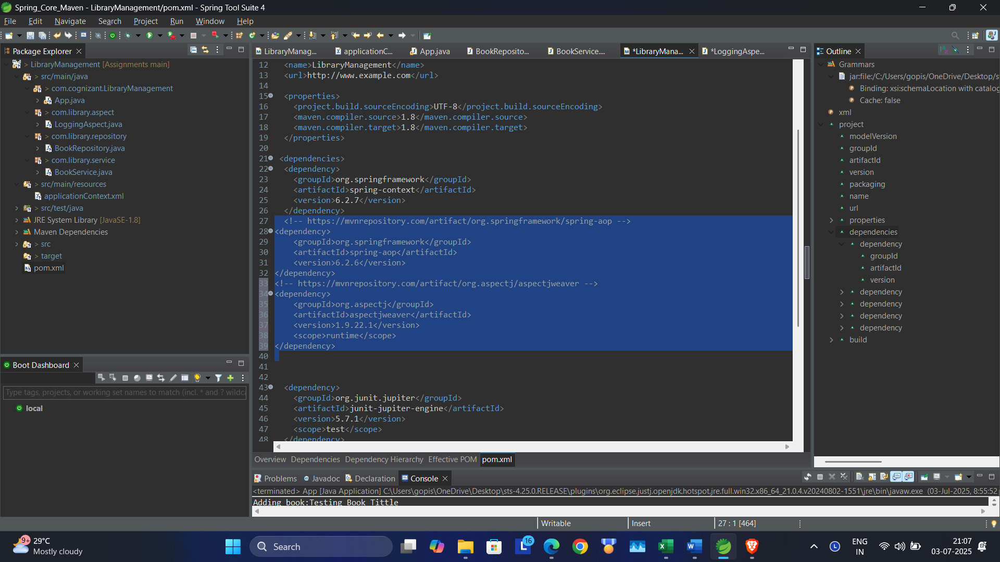 Spring_Core_Maven - LibraryManagement/pom.xml - Spring Tool Suite 4
File Edit Navigate Search Project Run Window Help
Package Explorer
LibraryManag...
applicationC...
App.java
BookReposito...
BookService....
*LibraryMana...
*LoggingAspe...
Outline
> LibraryManagement [Assignments main]
> src/main/java
> com.cognizant.LibraryManagement
> App.java
> com.library.aspect
> LoggingAspect.java
> com.library.repository
> BookRepository.java
> com.library.service
> BookService.java
> src/main/resources
applicationContext.xml
> src/test/java
JRE System Library [JavaSE-1.8]
Maven Dependencies
> src
> target
pom.xml
12 <name>LibraryManagement</name>
13 <url>http://www.example.com</url>
14
15 <properties>
16 <project.build.sourceEncoding>UTF-8</project.build.sourceEncoding>
17 <maven.compiler.source>1.8</maven.compiler.source>
18 <maven.compiler.target>1.8</maven.compiler.target>
19 </properties>
20
21 <dependencies>
22 <dependency>
23 <groupId>org.springframework</groupId>
24 <artifactId>spring-context</artifactId>
25 <version>6.2.7</version>
26 </dependency>
27 <!-- https://mvnrepository.com/artifact/org.springframework/spring-aop -->
28 <dependency>
29 <groupId>org.springframework</groupId>
30 <artifactId>spring-aop</artifactId>
31 <version>6.2.6</version>
32 </dependency>
33 <!-- https://mvnrepository.com/artifact/org.aspectj/aspectjweaver -->
34 <dependency>
35 <groupId>org.aspectj</groupId>
36 <artifactId>aspectjweaver</artifactId>
37 <version>1.9.22.1</version>
38 <scope>runtime</scope>
39 </dependency>
40
41
42
43 <dependency>
44 <groupId>org.junit.jupiter</groupId>
45 <artifactId>junit-jupiter-engine</artifactId>
46 <version>5.7.1</version>
47 <scope>test</scope>
48 </dependency>
Overview Dependencies Dependency Hierarchy Effective POM pom.xml
Grammars
jar:file:/C:/Users/gopis/OneDrive/Desktop/s
Binding: xsi:schemaLocation with catalog
Cache: false
xml
project
modelVersion
groupId
artifactId
version
packaging
name
url
properties
dependencies
dependency
groupId
artifactId
version
dependency
dependency
dependency
dependency
build
Boot Dashboard
Type tags, projects, or working set names to match (incl. * and ? wildca
local
Problems Javadoc Declaration Console
<terminated> App [Java Application] C:\Users\gopis\OneDrive\Desktop\sts-4.25.0.RELEASE\plugins\org.eclipse.justj.openjdk.hotspot.jre.full.win32.x86_64_21.0.4.v20240802-1551\jre\bin\javaw.exe (03-Jul-2025, 8:55:52
Adding book:Testing Book Tittle
Writable Insert 27 : 1 [464]
9+
29°C
Mostly cloudy
Search
16
ENG
IN
21:07
03-07-2025